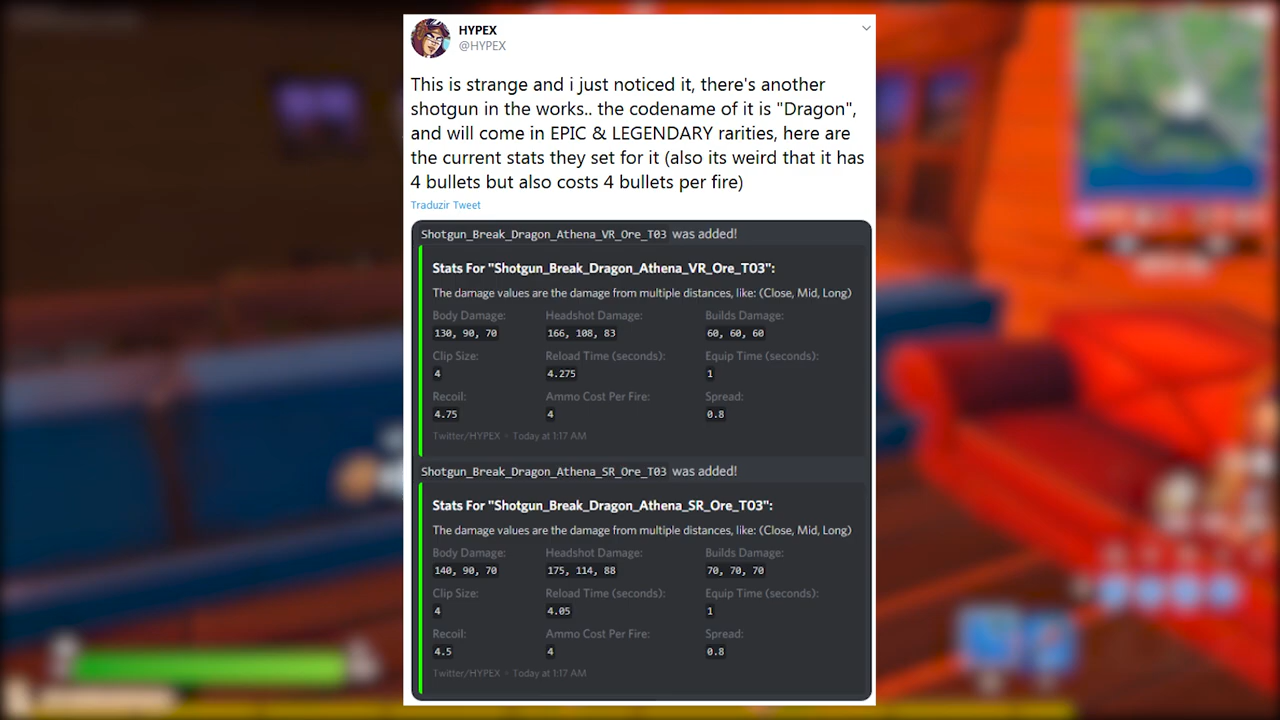 HYPEX
@HYPEX
This is strange and i just noticed it, there's another
shotgun in the works.. the codename of it is "Dragon",
and will come in EPIC & LEGENDARY rarities, here are
the current stats they set for it (also its weird that it has
4 bullets but also costs 4 bullets per fire)
Traduzir Tweet
Shotgun_Break_Dragon_Athena_VR_Ore_T03 was added!
Stats For "Shotgun_Break_Dragon_Athena_VR_Ore_T03":
The damage values are the damage from multiple distances, like: (Close, Mid, Long)
Body Damage: Headshot Damage: Builds Damage:
130, 90, 70 166, 108, 83 60, 60, 60
Clip Size: Reload Time (seconds): Equip Time (seconds):
4 4.275 1
Recoil: Ammo Cost Per Fire: Spread:
4.75 4 0.8
Twitter/HYPEX • Today at 1:17 AM
Shotgun_Break_Dragon_Athena_SR_Ore_T03 was added!
Stats For "Shotgun_Break_Dragon_Athena_SR_Ore_T03":
The damage values are the damage from multiple distances, like: (Close, Mid, Long)
Body Damage: Headshot Damage: Builds Damage:
140, 90, 70 175, 114, 88 70, 70, 70
Clip Size: Reload Time (seconds): Equip Time (seconds):
4 4.05 1
Recoil: Ammo Cost Per Fire: Spread:
4.5 4 0.8
Twitter/HYPEX • Today at 1:17 AM